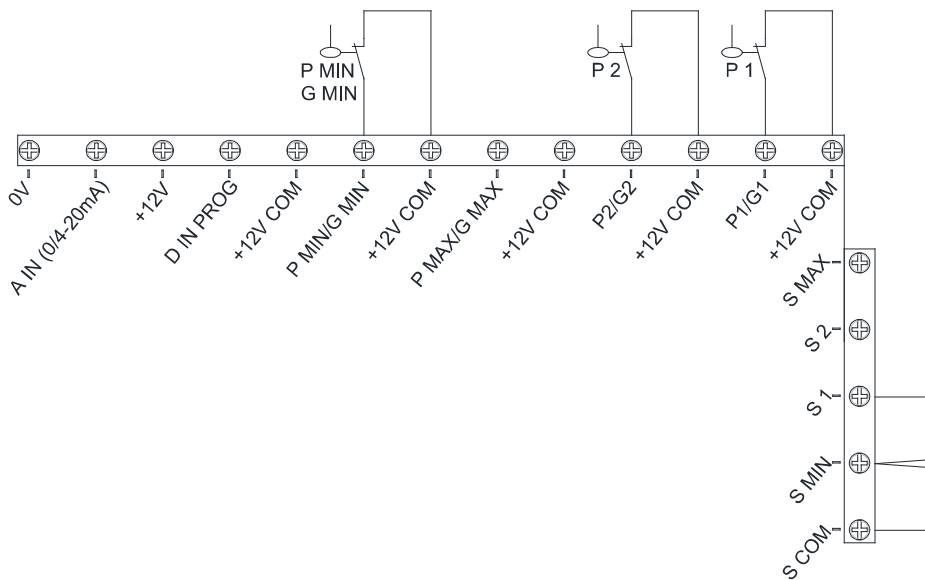 P MIN
G MIN
P 2
P 1
0V
A IN (0/4-20mA)
+12V
D IN PROG
+12V COM
P MIN/G MIN
+12V COM
P MAX/G MAX
+12V COM
P2/G2
+12V COM
P1/G1
+12V COM
S MAX
S 2
S 1
S MIN
S COM